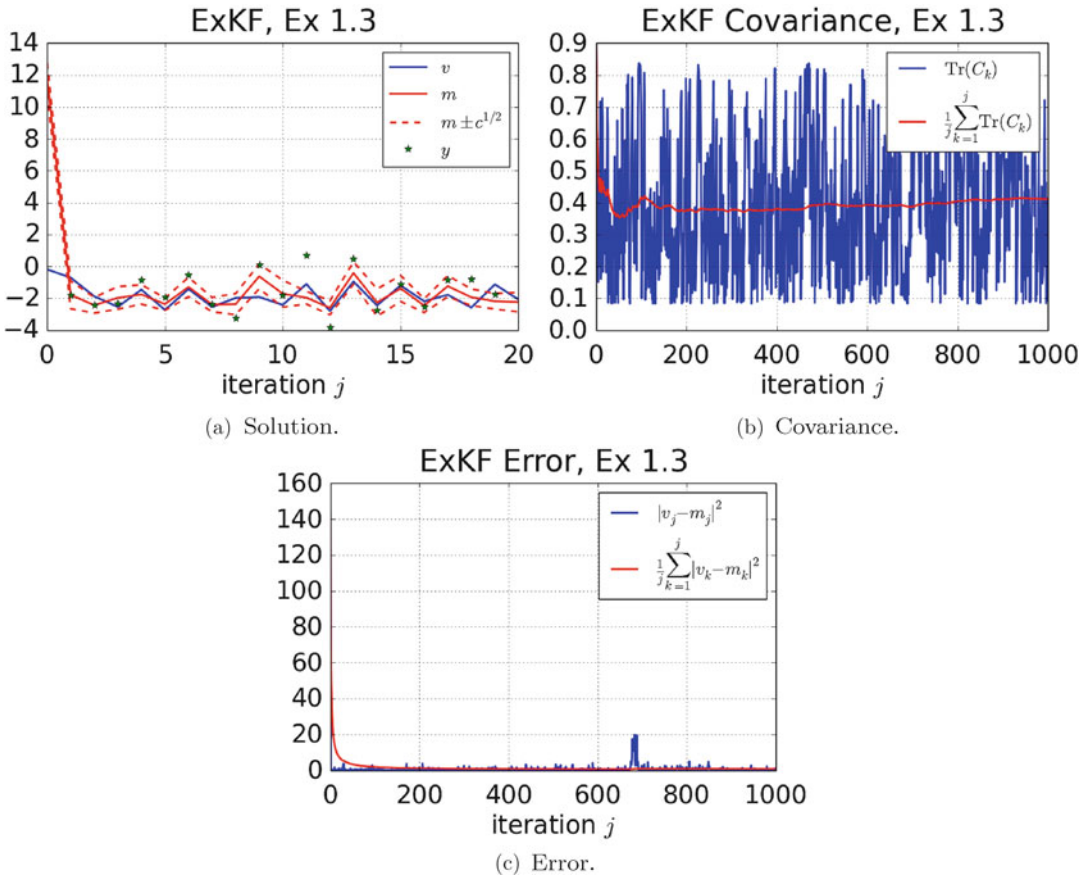 ExKF, Ex 1.3
14
12
10
8
6
4
2
0
−2
−4
v
m
m ± c^{1/2}
y
0 5 10 15 20
iteration j
(a) Solution.
ExKF Covariance, Ex 1.3
0.9
0.8
0.7
0.6
0.5
0.4
0.3
0.2
0.1
0.0
Tr(C_k)
\frac{1}{j}\sum_{k=1}^{j} Tr(C_k)
0 200 400 600 800 1000
iteration j
(b) Covariance.
ExKF Error, Ex 1.3
160
140
120
100
80
60
40
20
0
|v_j−m_j|^2
\frac{1}{j}\sum_{k=1}^{j} |v_k−m_k|^2
0 200 400 600 800 1000
iteration j
(c) Error.